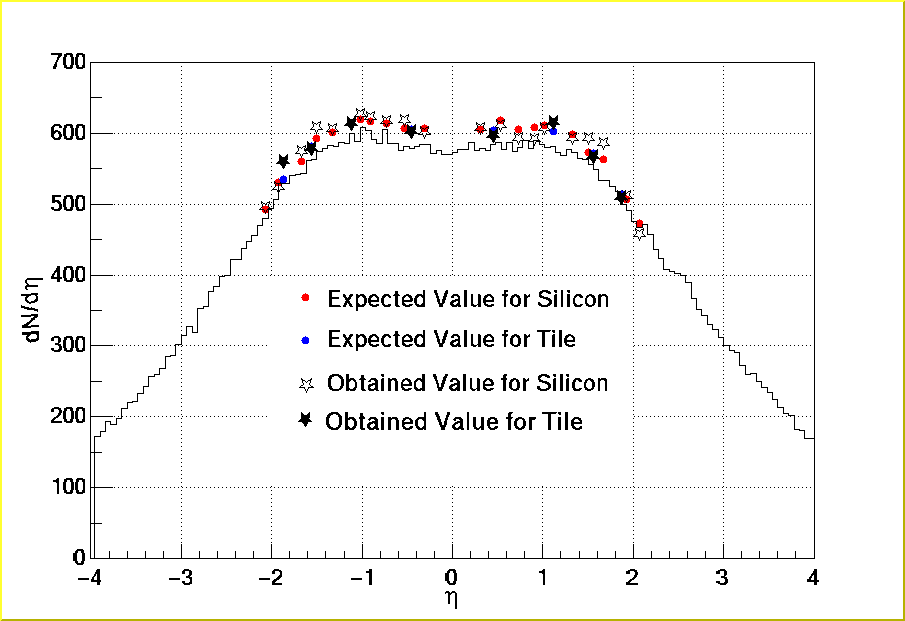 700
600
500
400
300
200
100
0
dN/dη
Expected Value for Silicon
Expected Value for Tile
Obtained Value for Silicon
Obtained Value for Tile
−4 −3 −2 −1 0 1 2 3 4
η